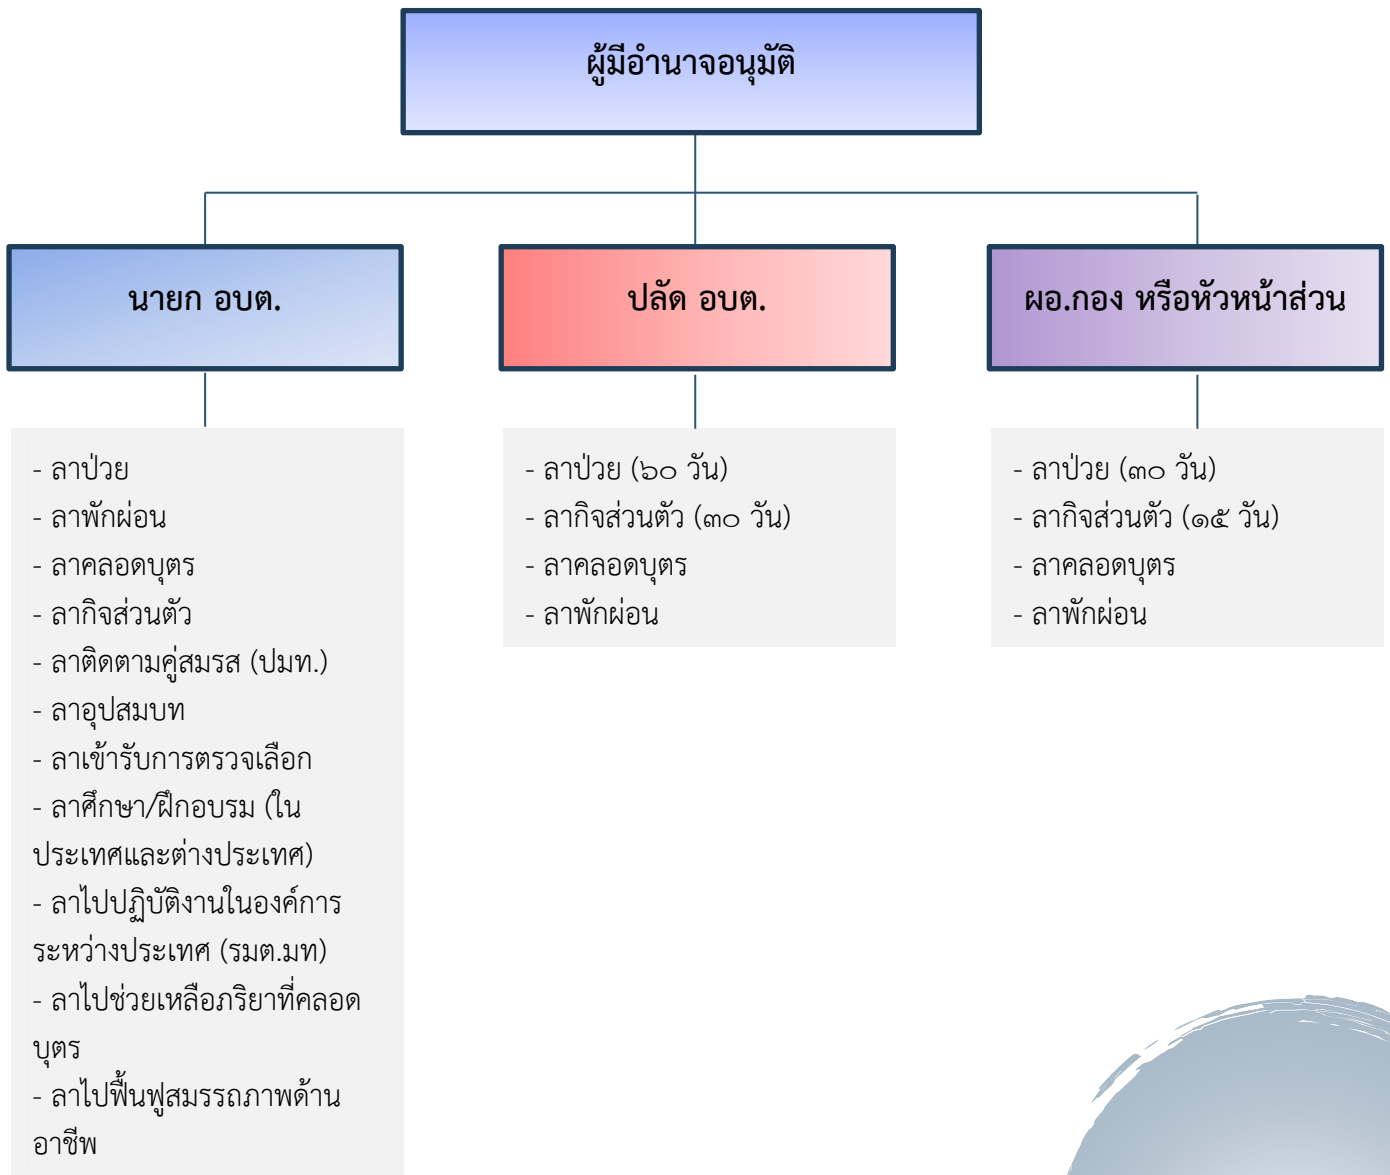 ผู้มีอำนาจอนุมัติ
นายก อบต.
ปลัด อบต.
ผอ.กอง หรือหัวหน้าส่วน
- ลาป่วย
- ลาพักผ่อน
- ลาคลอดบุตร
- ลากิจส่วนตัว
- ลาติดตามคู่สมรส (ปมท.)
- ลาอุปสมบท
- ลาเข้ารับการตรวจเลือก
- ลาศึกษา/ฝึกอบรม (ใน
ประเทศและต่างประเทศ)
- ลาไปปฏิบัติงานในองค์การ
ระหว่างประเทศ (รมต.มท)
- ลาไปช่วยเหลือภริยาที่คลอด
บุตร
- ลาไปฟื้นฟูสมรรถภาพด้าน
อาชีพ
- ลาป่วย (๖๐ วัน)
- ลากิจส่วนตัว (๓๐ วัน)
- ลาคลอดบุตร
- ลาพักผ่อน
- ลาป่วย (๓๐ วัน)
- ลากิจส่วนตัว (๑๕ วัน)
- ลาคลอดบุตร
- ลาพักผ่อน